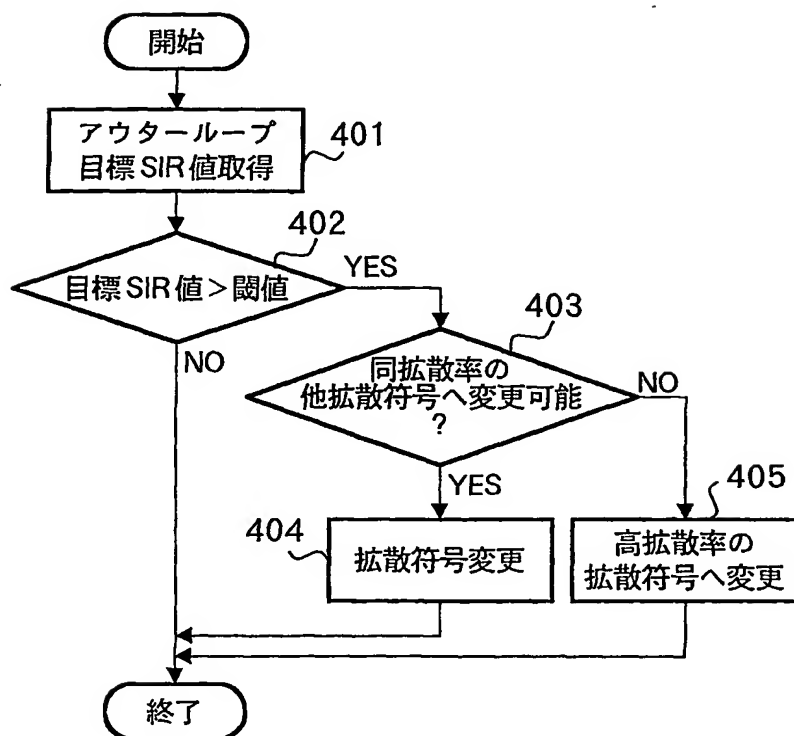 開始
アウターループ
目標SIR値取得
401
402
目標SIR値＞閾値
YES
NO
403
同拡散率の
他拡散符号へ変更可能
?
NO
YES
404
拡散符号変更
405
高拡散率の
拡散符号へ変更
終了